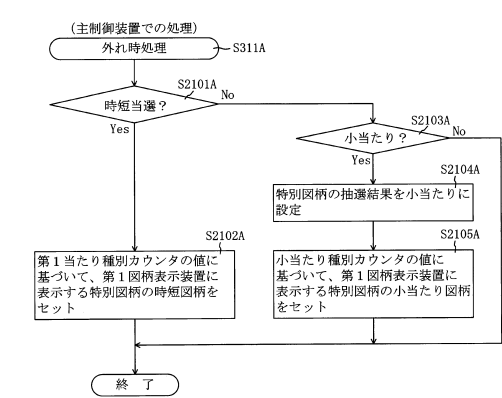 (主制御装置での処理)
外れ時処理
S311A
S2101A
時短当選？
No
Yes
S2103A
小当たり？
No
Yes
S2104A
特別図柄の抽選結果を小当たりに
設定
S2102A
第１当たり種別カウンタの値に
基づいて、第１図柄表示装置に
表示する特別図柄の時短図柄を
セット
S2105A
小当たり種別カウンタの値に
基づいて、第１図柄表示装置に
表示する特別図柄の小当たり図柄
をセット
終 了